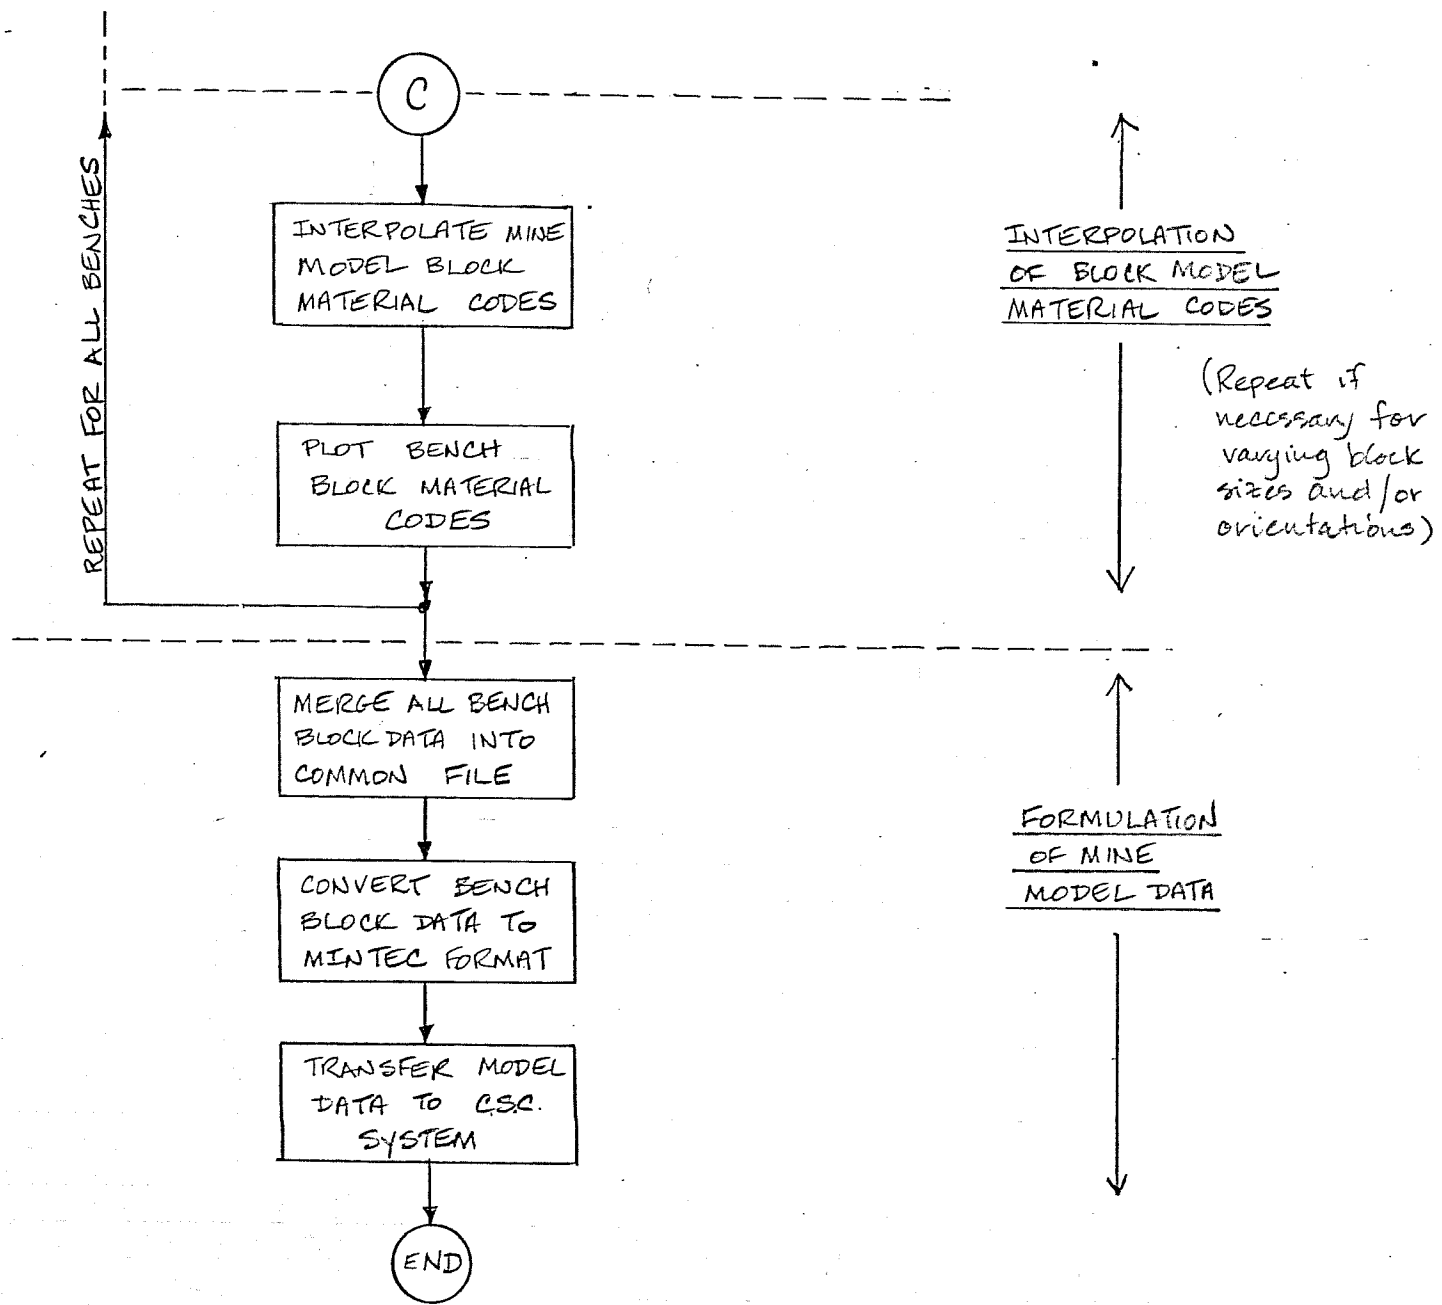 C
REPEAT FOR ALL BENCHES
INTERPOLATE MINE
MODEL BLOCK
MATERIAL CODES
INTERPOLATION
OF BLOCK MODEL
MATERIAL CODES
(Repeat if
necessary for
varying block
sizes and/or
orientations)
PLOT BENCH
BLOCK MATERIAL
CODES
MERGE ALL BENCH
BLOCK DATA INTO
COMMON FILE
FORMULATION
OF MINE
MODEL DATA
CONVERT BENCH
BLOCK DATA TO
MINTEC FORMAT
TRANSFER MODEL
DATA TO C.S.C.
SYSTEM
END